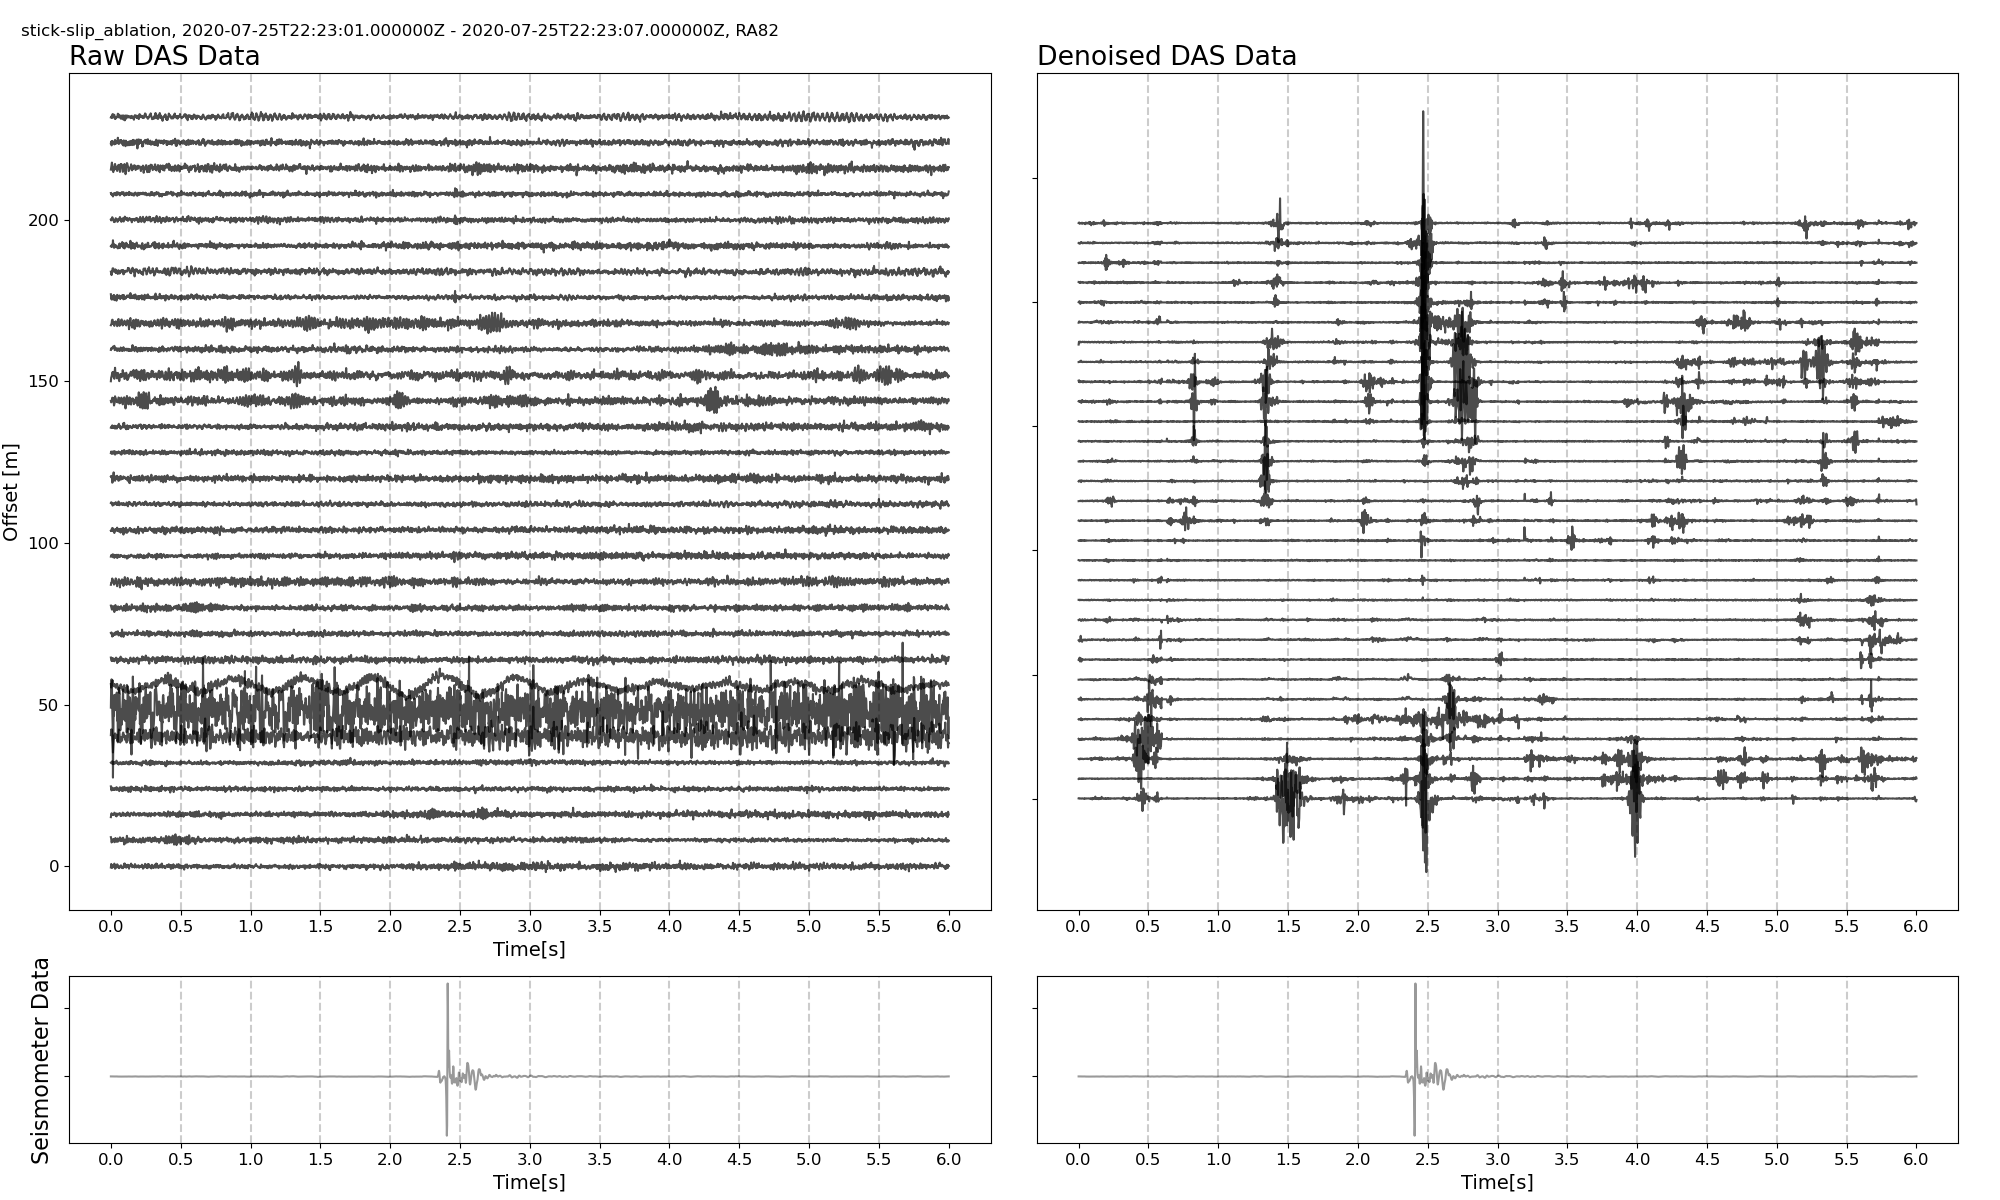 stick-slip_ablation, 2020-07-25T22:23:01.000000Z - 2020-07-25T22:23:07.000000Z, RA82
Raw DAS Data
Denoised DAS Data
Offset [m]
200
150
100
50
0
0.0 0.5 1.0 1.5 2.0 2.5 3.0 3.5 4.0 4.5 5.0 5.5 6.0
Time[s]
0.0 0.5 1.0 1.5 2.0 2.5 3.0 3.5 4.0 4.5 5.0 5.5 6.0
Seismometer Data
0.0 0.5 1.0 1.5 2.0 2.5 3.0 3.5 4.0 4.5 5.0 5.5 6.0
Time[s]
0.0 0.5 1.0 1.5 2.0 2.5 3.0 3.5 4.0 4.5 5.0 5.5 6.0
Time[s]